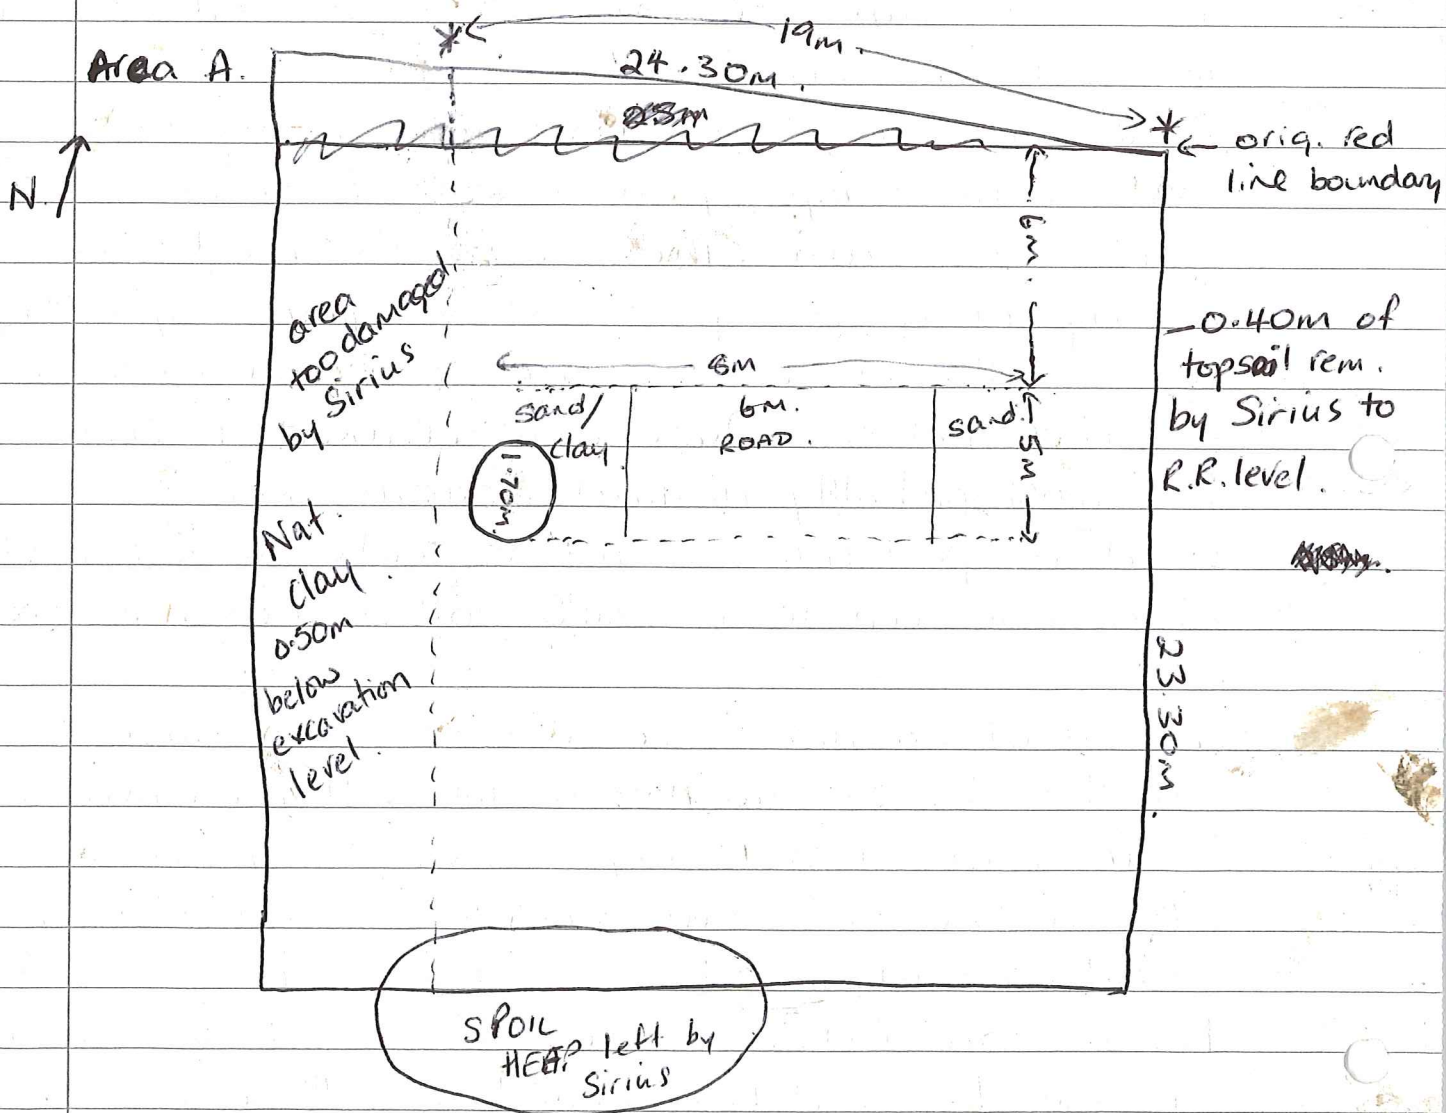 19m.
Area A.
24.30m.
orig. red
line boundary
N.
6m.
area
too damaged
by Sirius
-0.40m of
topsoil rem.
by Sirius to
R.R. level.
8m
sand/
clay
6m.
ROAD.
sand.
5m
1.70m.
Nat.
clay.
0.50m
below
excavation
level.
23.30m.
SPOIL
HEAP left by
Sirius